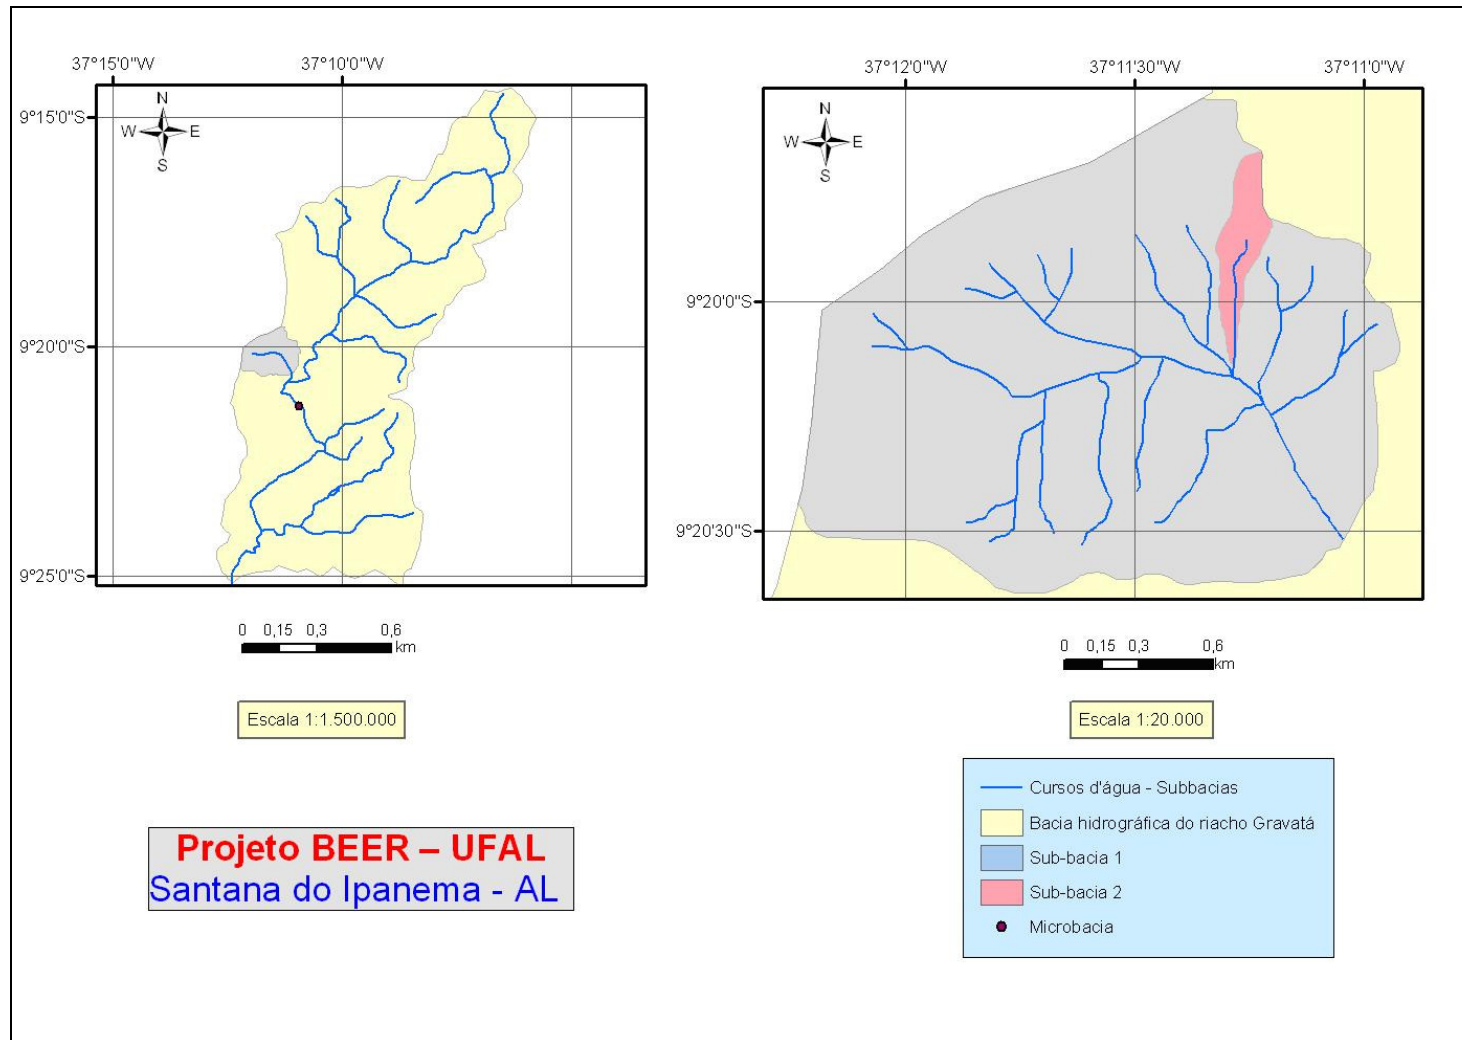 37°15'0"W 37°10'0"W
N
W E
S
9°15'0"S
9°20'0"S
9°25'0"S
0 0,15 0,3 0,6
km
Escala 1:1.500.000
37°12'0"W 37°11'30"W 37°11'0"W
N
W E
S
9°20'0"S
9°20'30"S
0 0,15 0,3 0,6
km
Escala 1:20.000
Cursos d'água - Subbacias
Bacia hidrográfica do riacho Gravatá
Sub-bacia 1
Sub-bacia 2
Microbacia
Projeto BEER – UFAL
Santana do Ipanema - AL